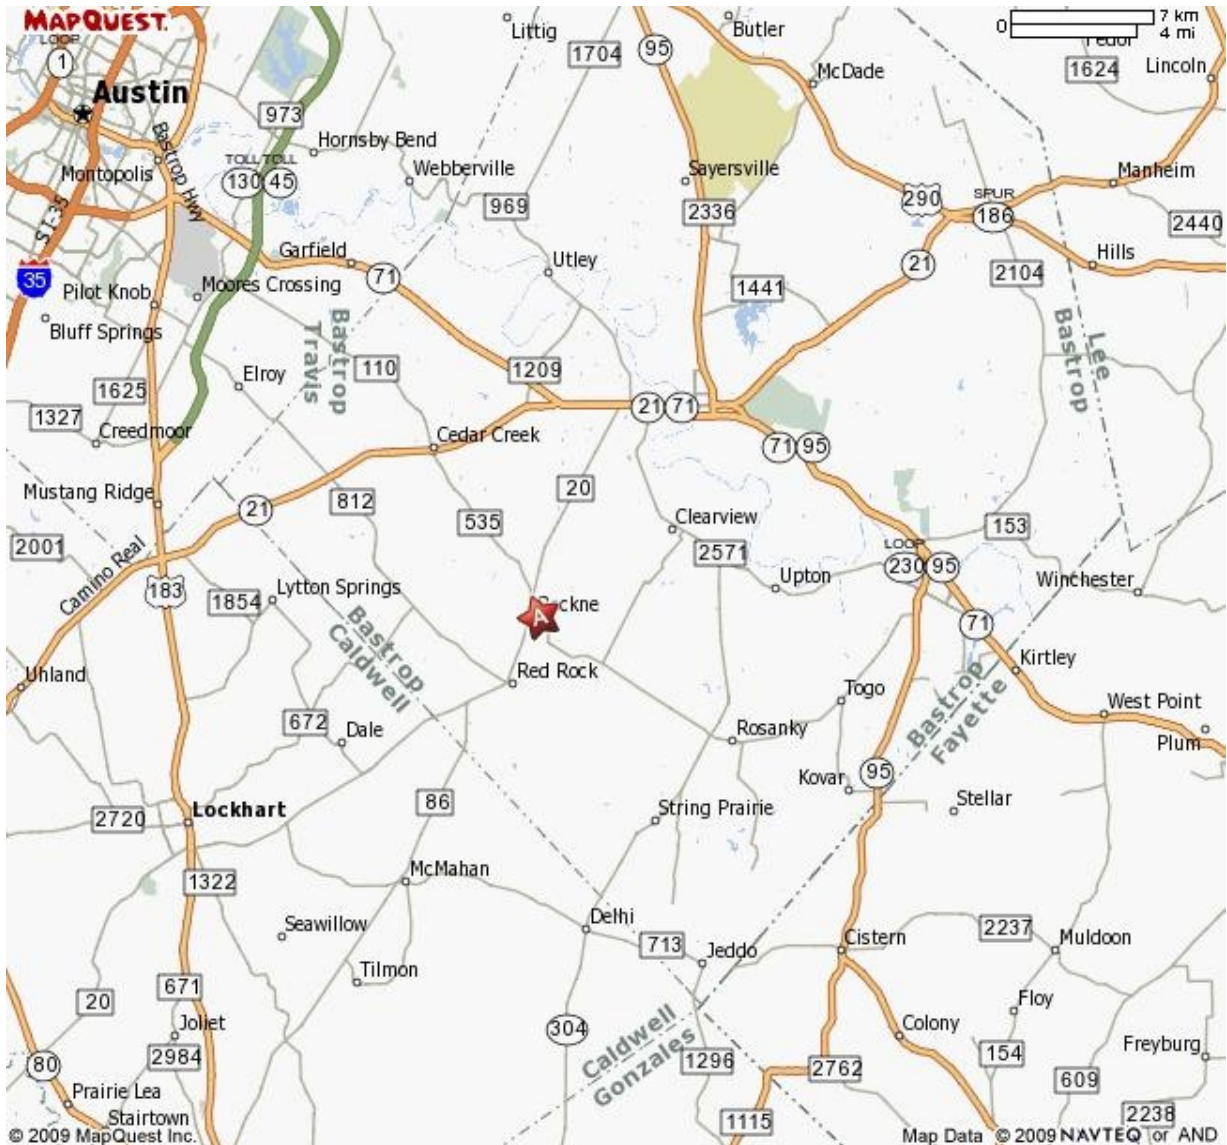 MAPQUEST.
0
7 km
4 mi
Littig
1704
95
Butler
McDade
1624
Lincoln
LOOP
1
Austin
973
Hornsby Bend
Bastrop Hwy
TOLL TOLL
130 45
Montopolis
Webberville
Sayersville
Manheim
969
2336
290
SPUR
186
2440
S I-35
Garfield
71
Utley
21
2104
Hills
35
Pilot Knob
Moores Crossing
1441
Bluff Springs
Bastrop
Travis
Lee
Bastrop
110
1209
Elroy
1625
1327
Creedmoor
21 71
Cedar Creek
71 95
Mustang Ridge
21
812
20
535
Clearview
153
2001
Camino Real
2571
LOOP
230 95
183
1854
Lytton Springs
Upton
Winchester
A
Bastrop
Caldwell
71
Uhland
Red Rock
Kirtley
Togo
Bastrop
Fayette
West Point
672
Dale
Rosanky
Plum
Kovar
95
86
Stellar
2720
Lockhart
String Prairie
McMahan
1322
Seawillow
Delhi
713
Jeddo
Cistern
2237
Muldoon
Tilmon
671
20
Floy
Joliet
304
Caldwell
Gonzales
Colony
80
2984
1296
2762
154
Freyburg
609
Prairie Lea
Stairtown
1115
2238
© 2009 MapQuest Inc.
Map Data © 2009 NAVTEQ or AND